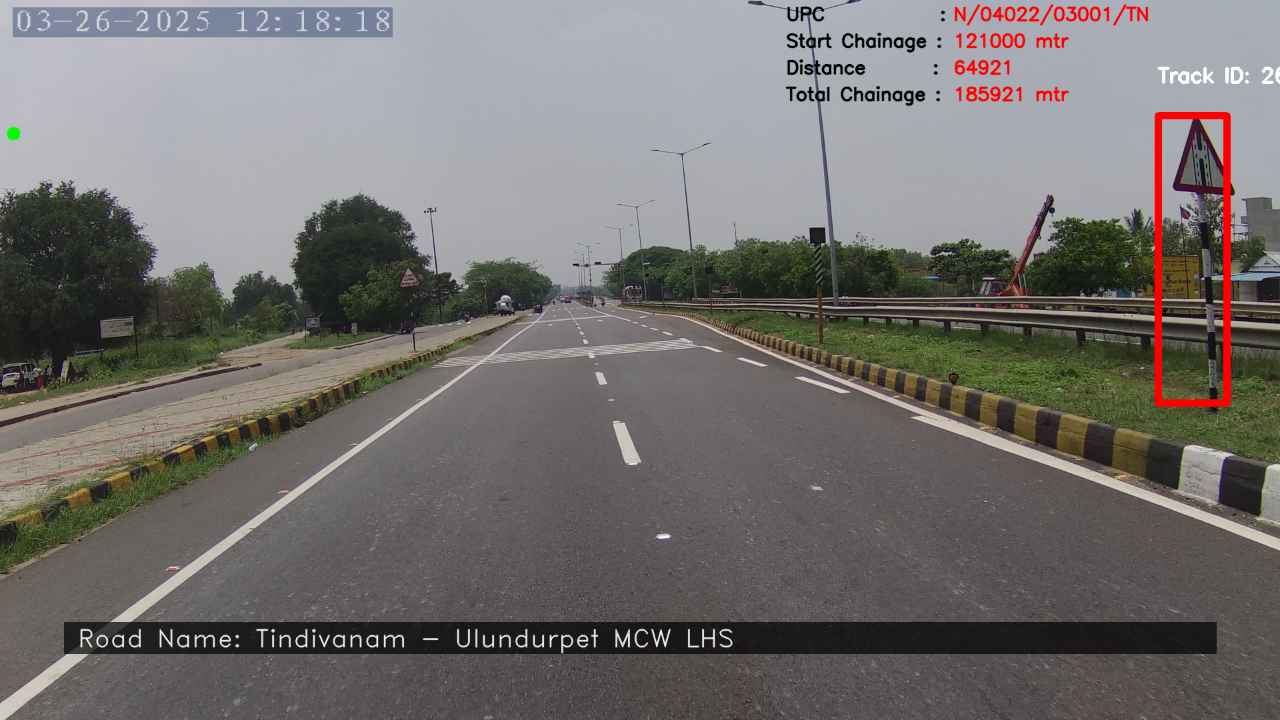 03-26-2025 12:18:18
UPC : N/04022/03001/TN
Start Chainage : 121000 mtr
Distance : 64921
Total Chainage : 185921 mtr
Track ID: 26
Road Name: Tindivanam - Ulundurpet MCW LHS